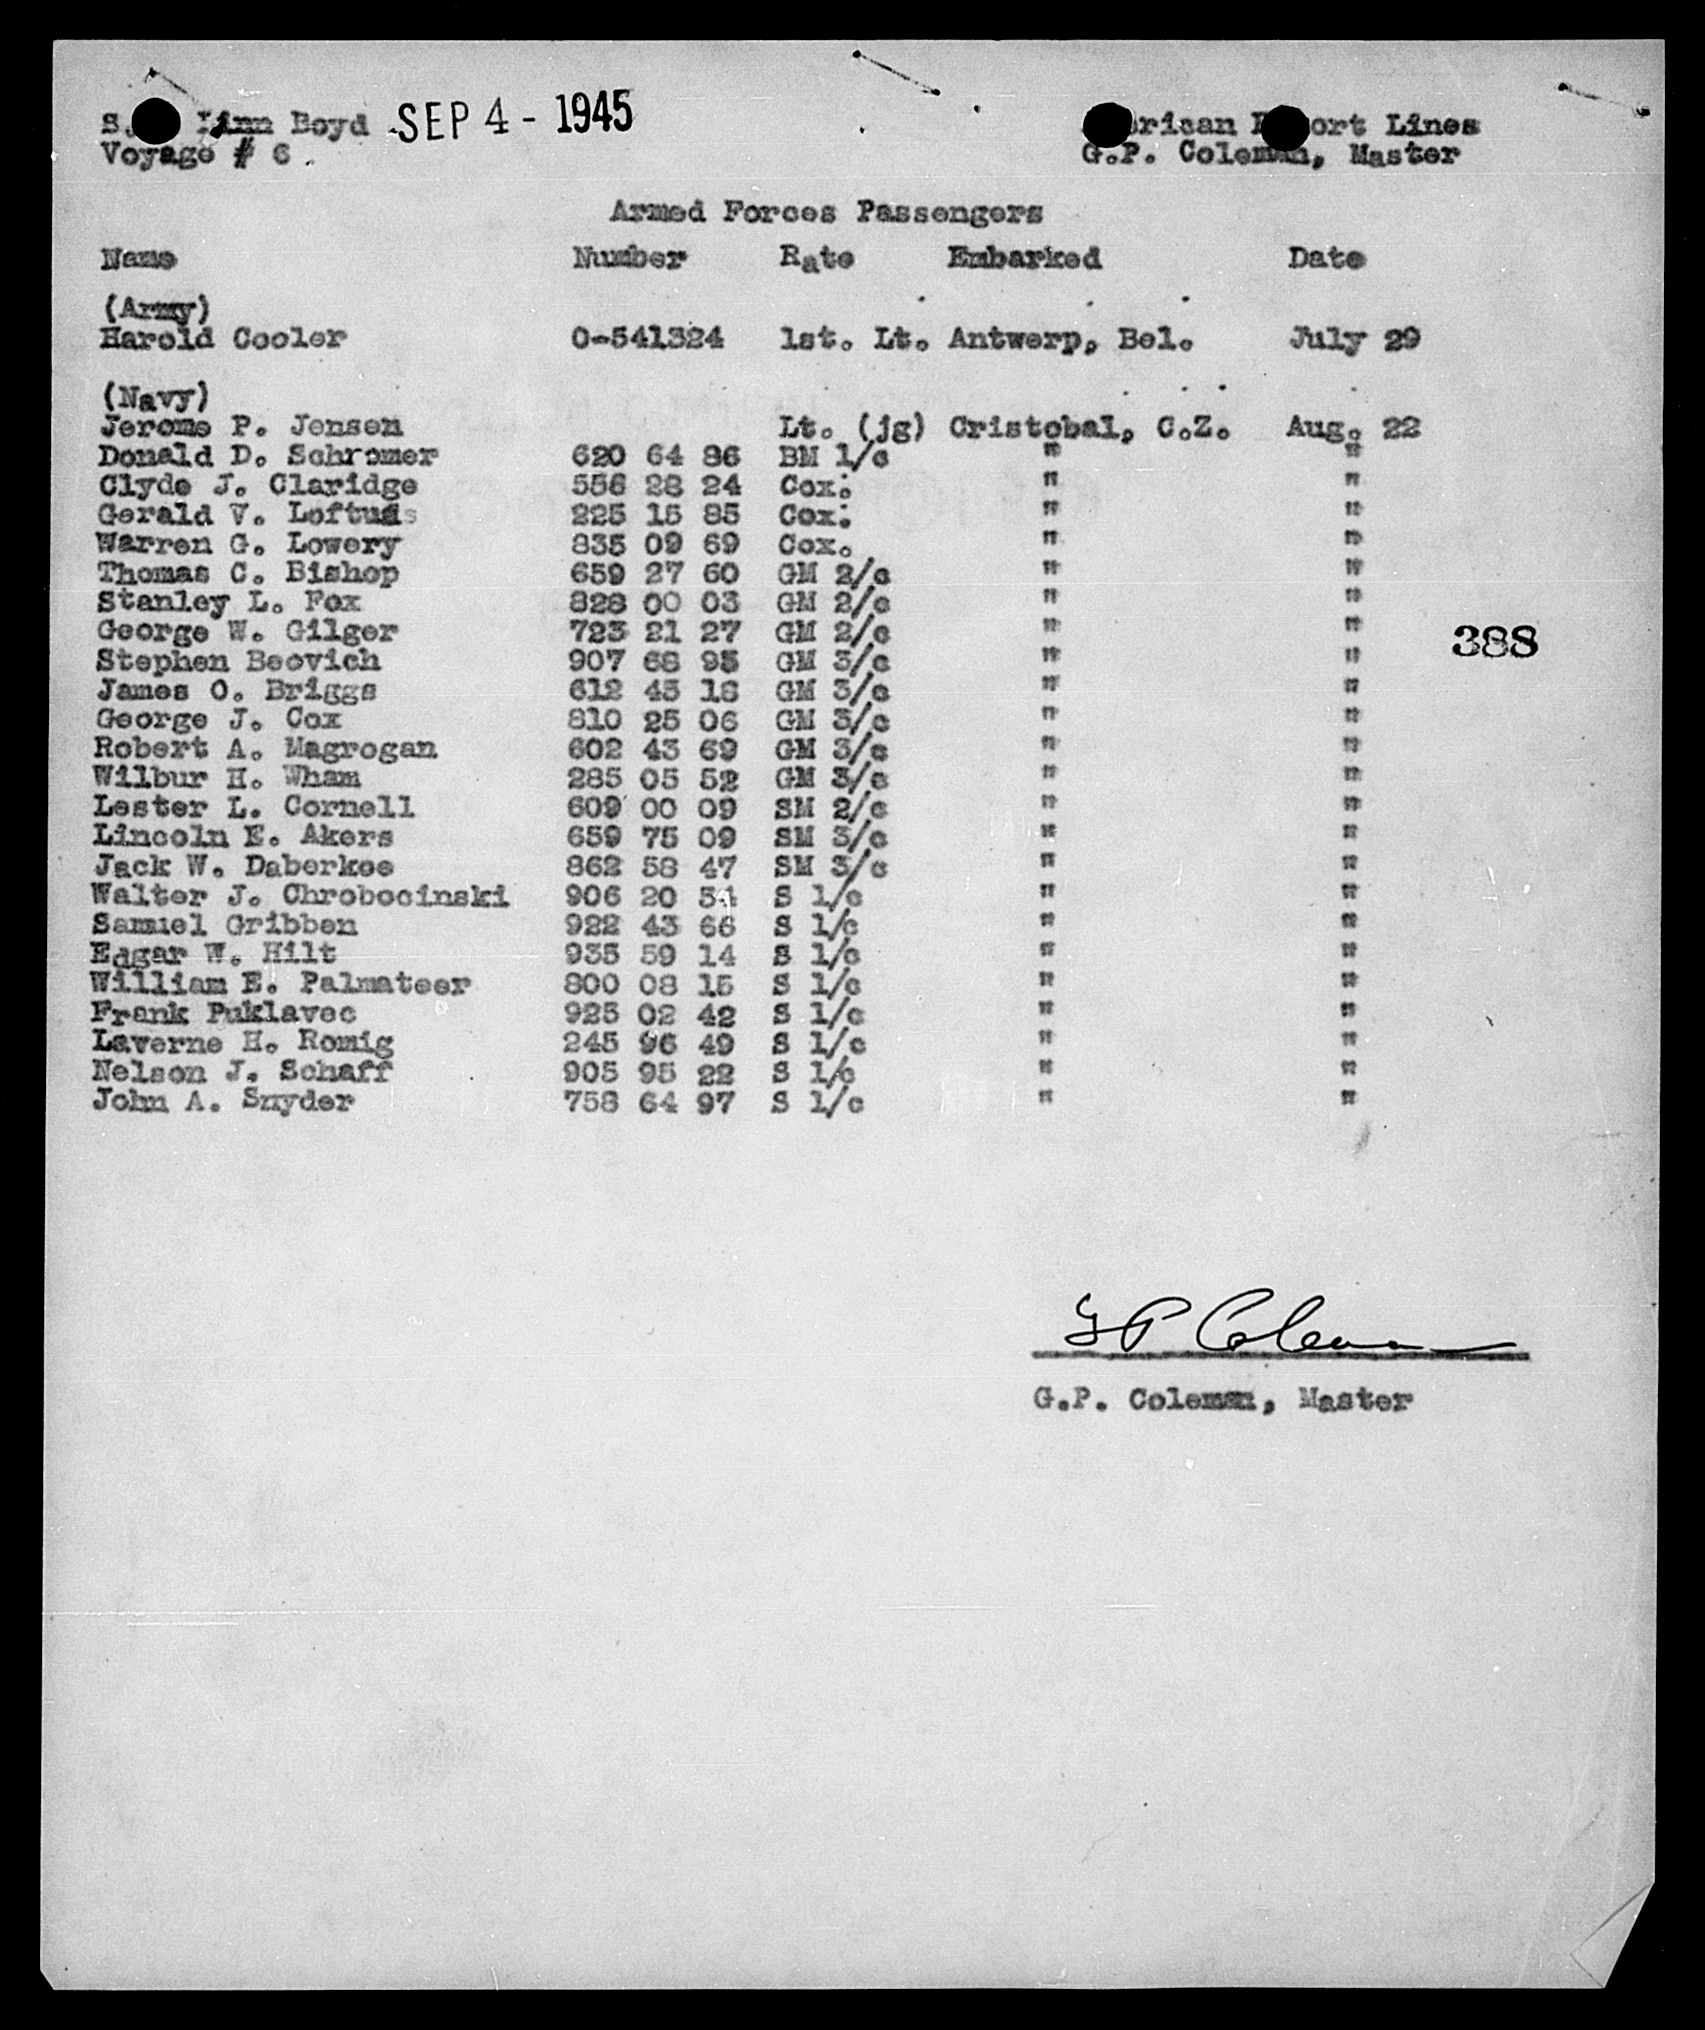 S. Linn Boyd SEP 4 - 1945 American Export Lines
Voyage # 6. G.P. Coleman, Master
Armed Forces Passengers
Name Number Rate Embarked Date
(Army)
Harold Cooler O-541324 1st. Lt. Antwerp, Bel. July 29
(Navy)
Jerome P. Jensen Lt. (jg) Cristobal, C.Z. Aug. 22
Donald D. Schromer 620 64 86 BM 1/c " "
Clyde J. Claridge 556 28 24 Cox. " "
Gerald V. Loftus 225 15 85 Cox. " "
Warren G. Lowery 835 09 69 Cox. " "
Thomas C. Bishop 659 27 60 GM 2/c " "
Stanley L. Fox 828 00 03 GM 2/c " "
George W. Gilger 723 21 27 GM 2/c " "
388
Stephen Beovich 907 68 95 GM 3/c " "
James O. Briggs 612 45 18 GM 3/c " "
George J. Cox 810 25 06 GM 3/c " "
Robert A. Magrogan 602 43 69 GM 3/c " "
Wilbur H. Wham 285 05 52 GM 3/c " "
Lester L. Cornell 609 00 09 SM 2/c " "
Lincoln E. Akers 659 75 09 SM 3/c " "
Jack W. Daberkoe 862 58 47 SM 3/c " "
Walter J. Chrobocinski 906 20 54 S 1/c " "
Samuel Gribben 922 43 66 S 1/c " "
Edgar W. Hilt 935 59 14 S 1/c " "
William E. Palmateer 800 08 15 S 1/c " "
Frank Puklavec 925 02 42 S 1/c " "
Laverne H. Romig 245 96 49 S 1/c " "
Nelson J. Schaff 905 95 22 S 1/c " "
John A. Snyder 758 64 97 S 1/c " "
G P Coleman
G.P. Coleman, Master